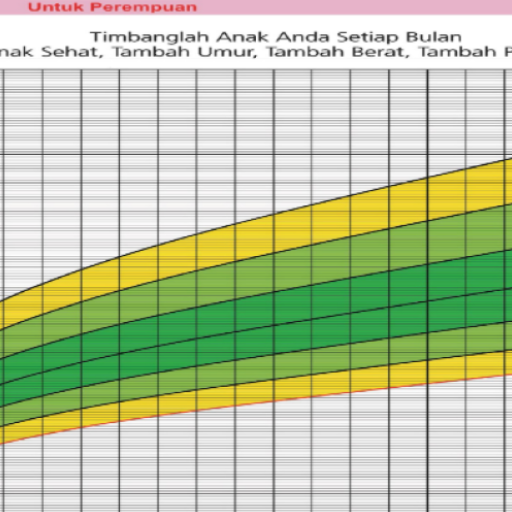 Untuk Perempuan
Timbanglah Anak Anda Setiap Bulan
nak Sehat, Tambah Umur, Tambah Berat, Tambah P